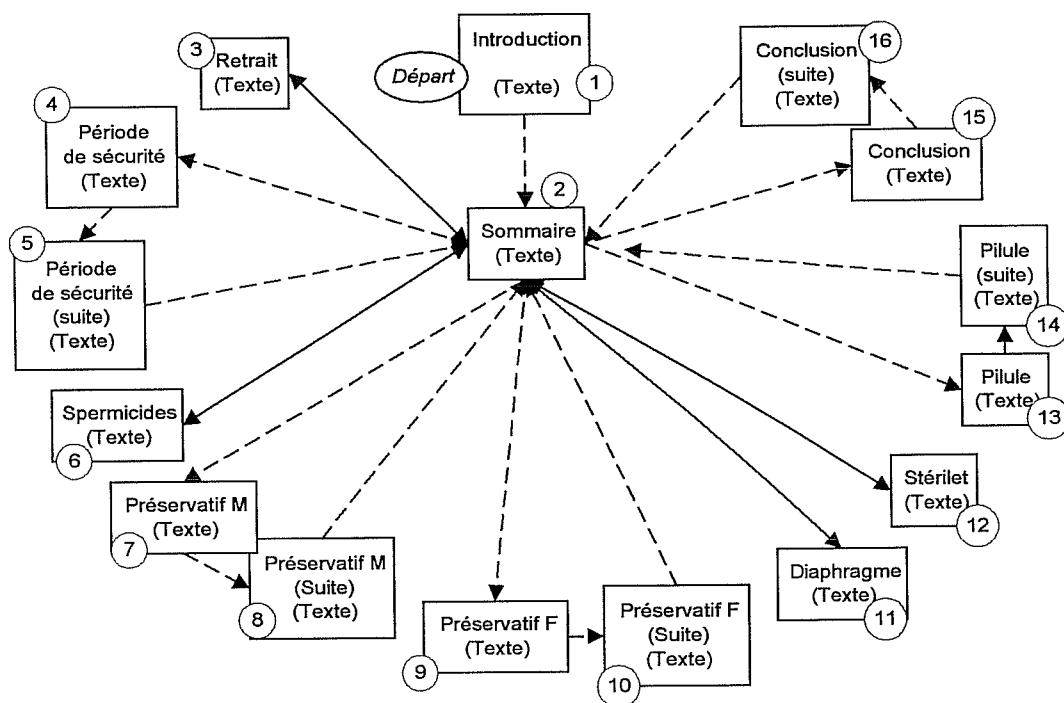 Départ
Introduction
(Texte)
1
2
Sommaire
(Texte)
3
Retrait
(Texte)
4
Période
de sécurité
(Texte)
5
Période
de sécurité
(suite)
(Texte)
Spermicides
(Texte)
6
Préservatif M
(Texte)
7
Préservatif M
(Suite)
(Texte)
8
Préservatif F
(Texte)
9
Préservatif F
(Suite)
(Texte)
10
Diaphragme
(Texte)
11
Stérilet
(Texte)
12
Pilule
(Texte)
13
Pilule
(suite)
(Texte)
14
15
Conclusion
(Texte)
16
Conclusion
(suite)
(Texte)